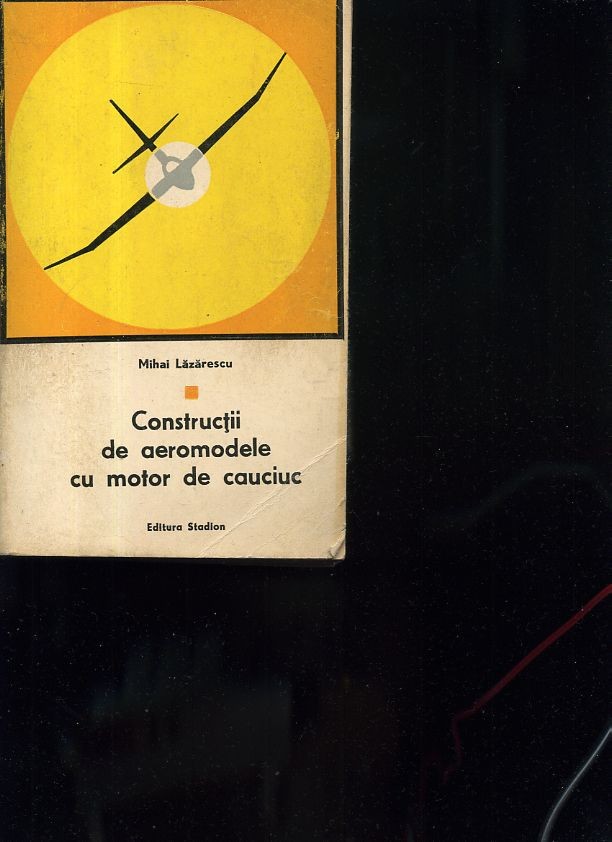 Mihai Lăzărescu
Construcţii
de aeromodele
cu motor de cauciuc
Editura Stadion